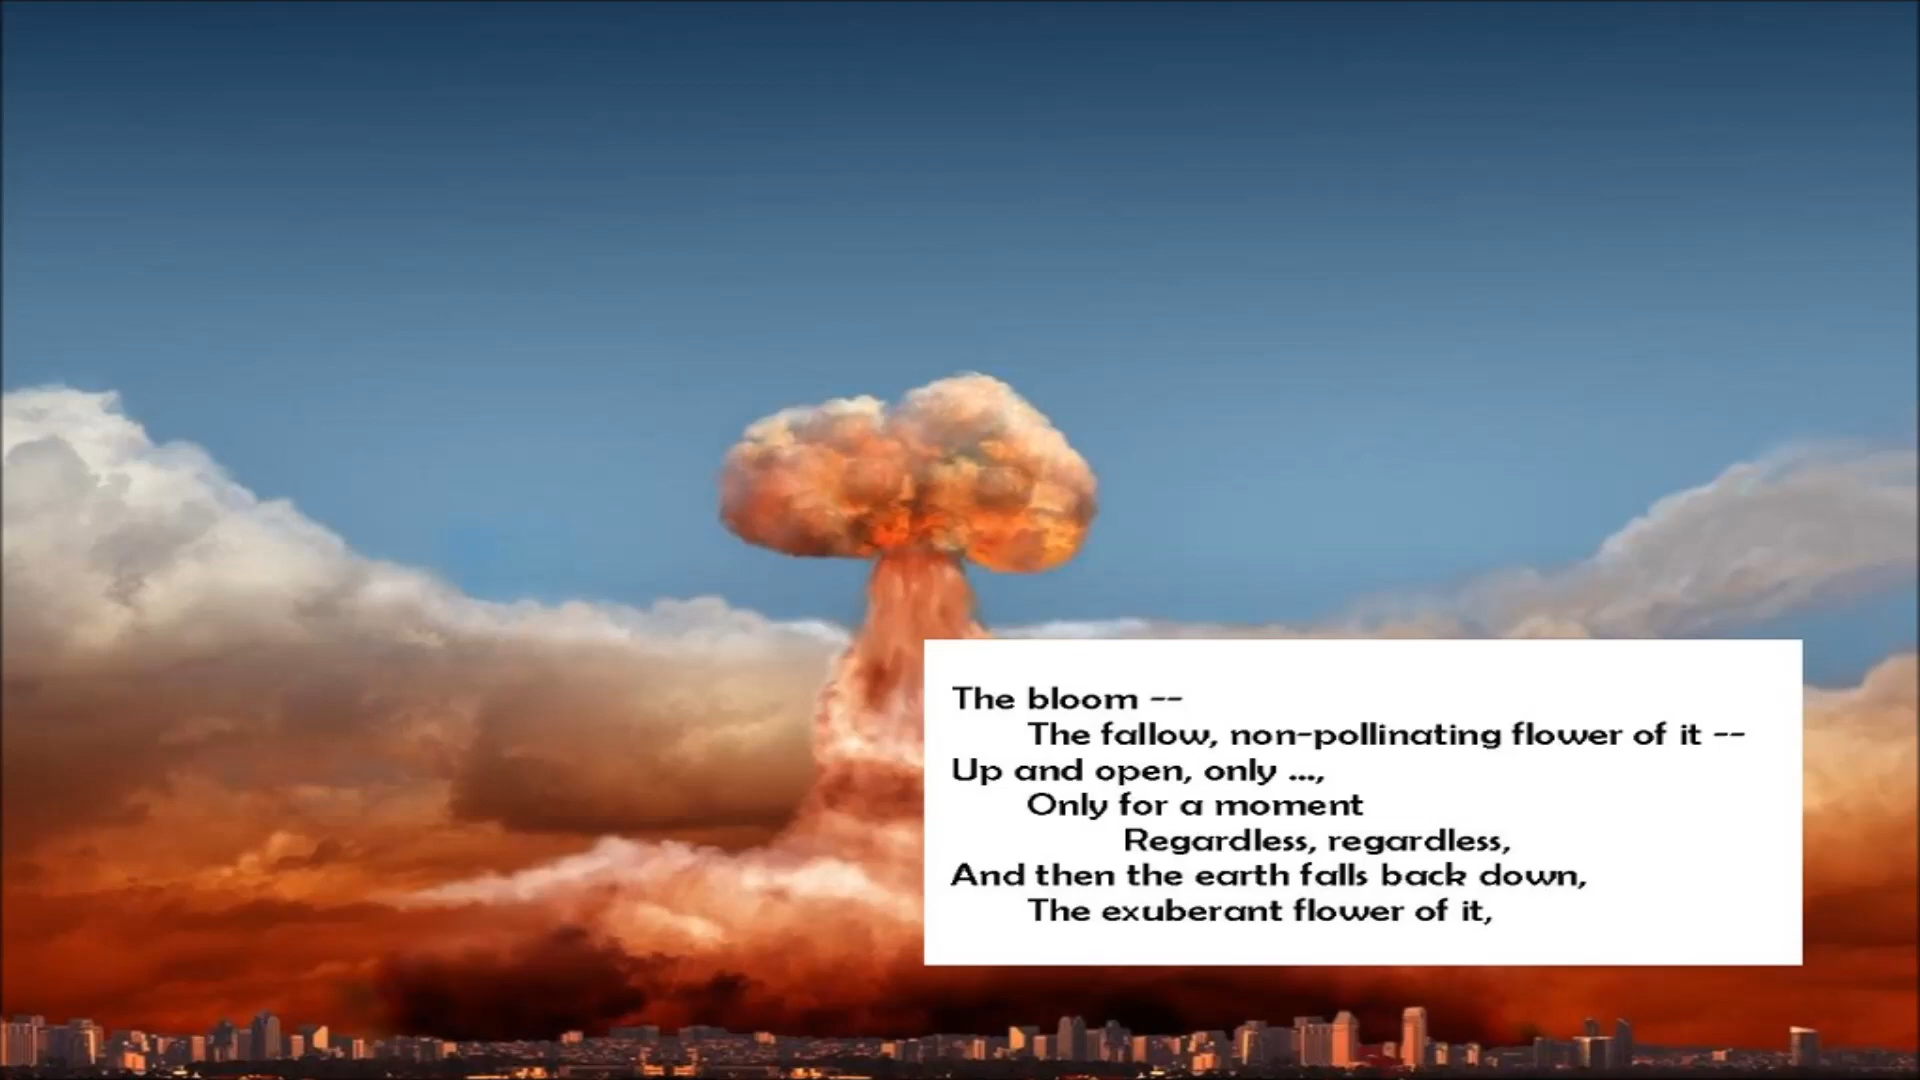 The bloom --
The fallow, non-pollinating flower of it --
Up and open, only ...,
Only for a moment
Regardless, regardless,
And then the earth falls back down,
The exuberant flower of it,